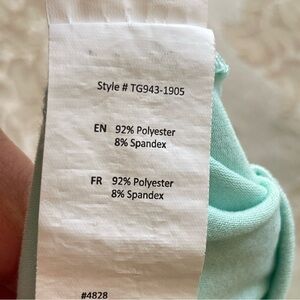 Style # TG943-1905
EN 92% Polyester
8% Spandex
FR 92% Polyester
8% Spandex
#4828